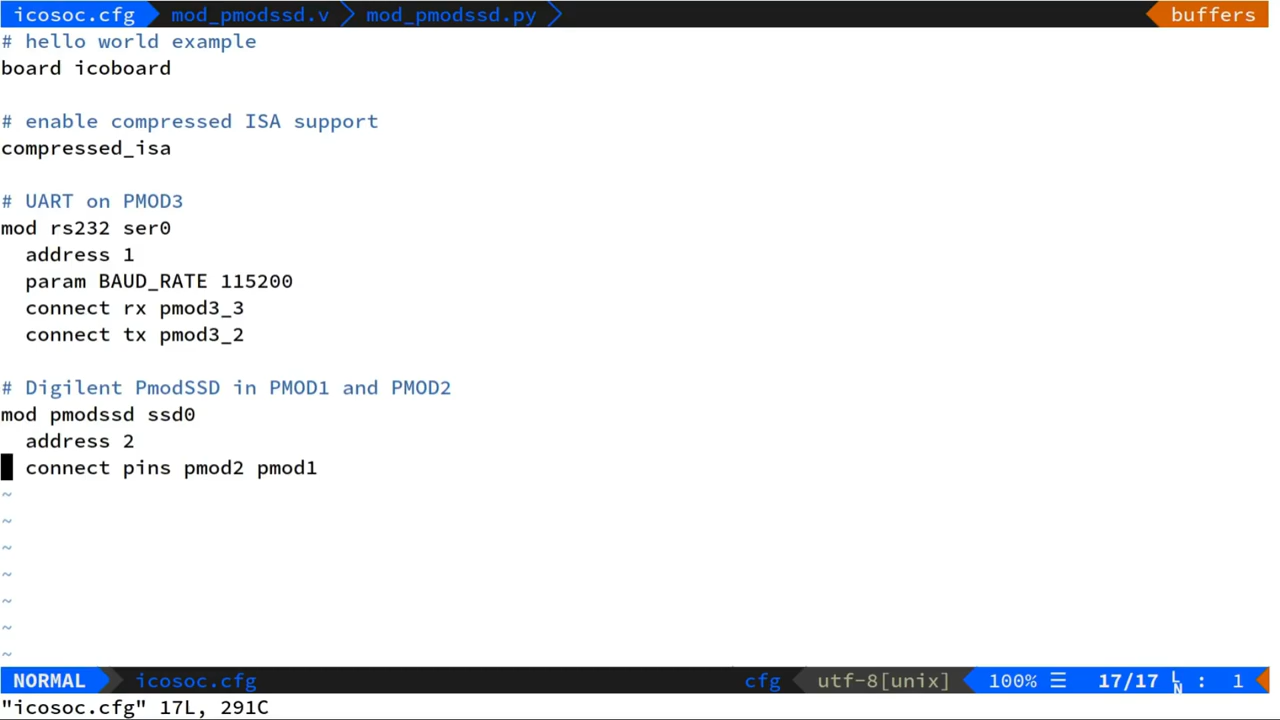 icosoc.cfg mod_pmodssd.v mod_pmodssd.py buffers
# hello world example
board icoboard
# enable compressed ISA support
compressed_isa
# UART on PMOD3
mod rs232 ser0
  address 1
  param BAUD_RATE 115200
  connect rx pmod3_3
  connect tx pmod3_2
# Digilent PmodSSD in PMOD1 and PMOD2
mod pmodssd ssd0
  address 2
  connect pins pmod2 pmod1
~
~
~
~
~
~
~
NORMAL icosoc.cfg cfg utf-8[unix] 100% ☰ 17/17 LN : 1
"icosoc.cfg" 17L, 291C